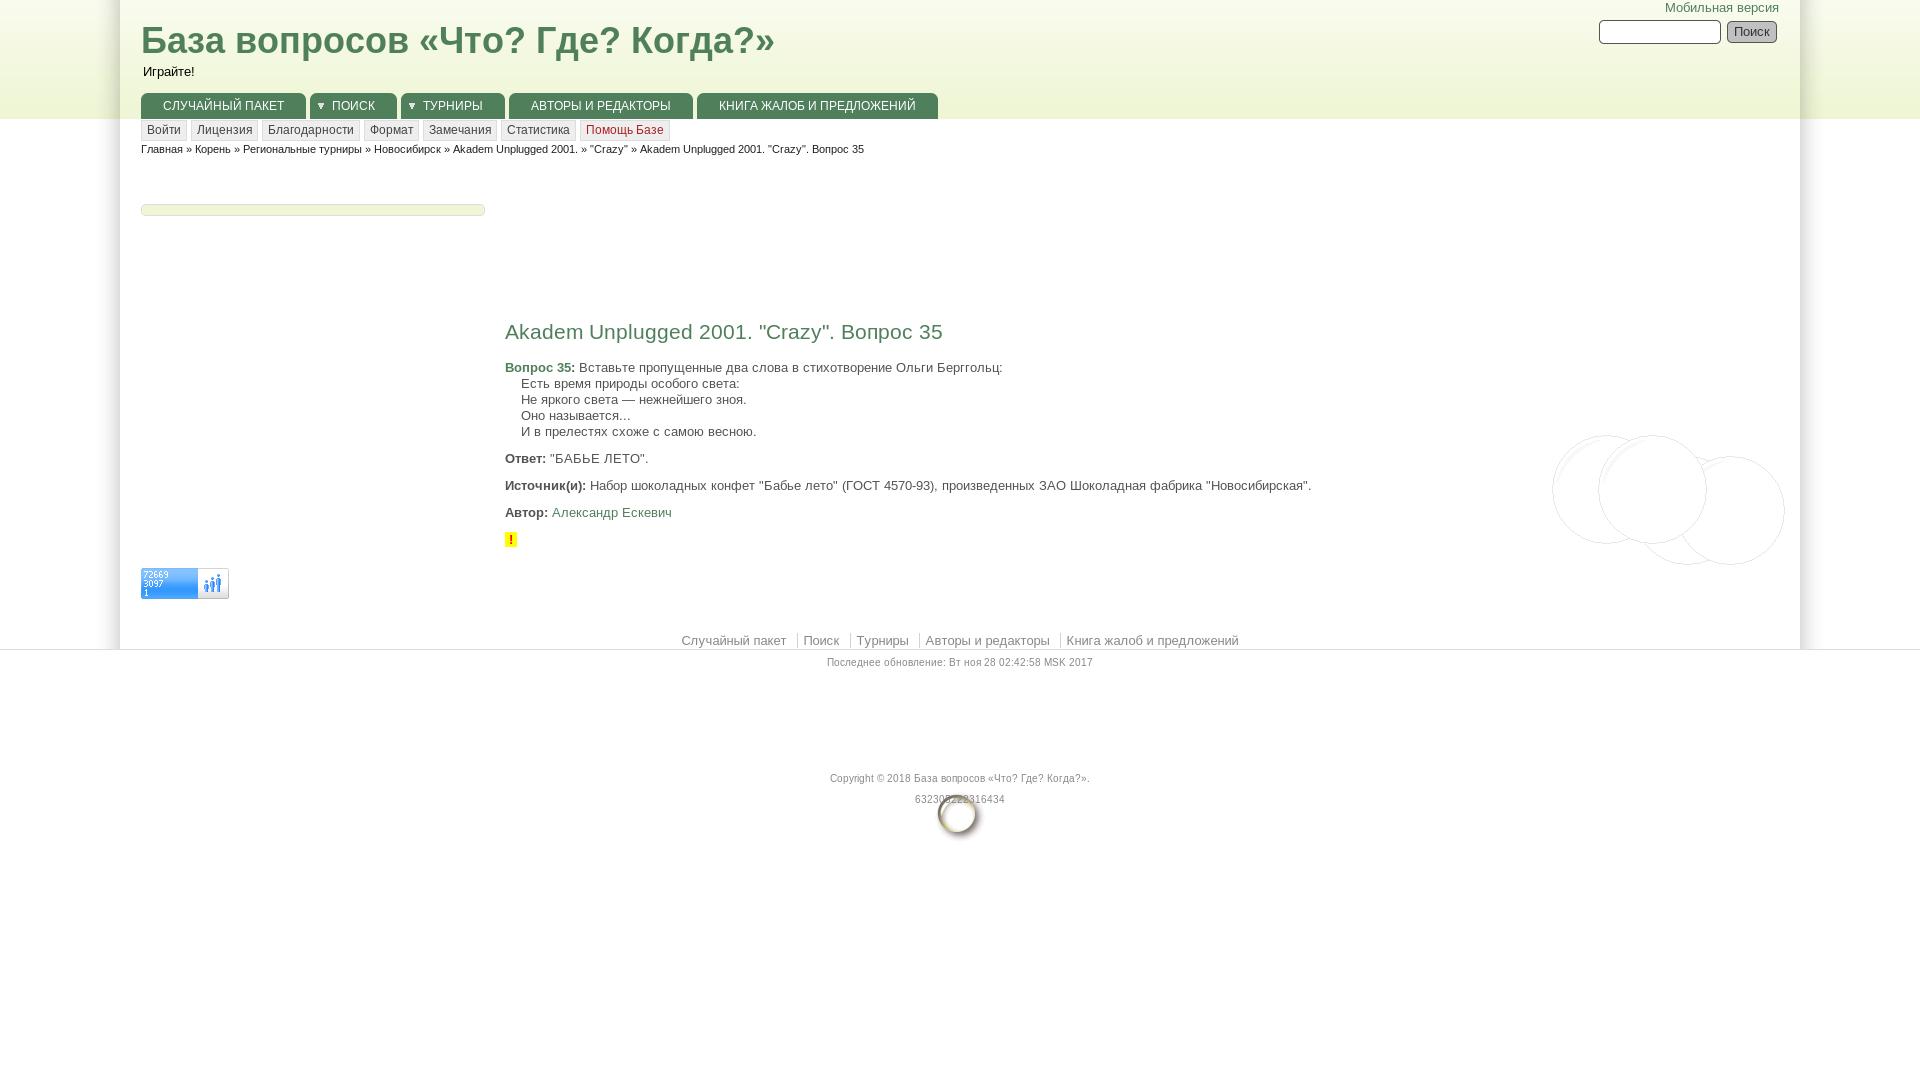 Мобильная версия
База вопросов «Что? Где? Когда?»
Поиск
Играйте!
СЛУЧАЙНЫЙ ПАКЕТ ПОИСК ТУРНИРЫ АВТОРЫ И РЕДАКТОРЫ КНИГА ЖАЛОБ И ПРЕДЛОЖЕНИЙ
Войти Лицензия Благодарности Формат Замечания Статистика Помощь Базе
Главная » Корень » Региональные турниры » Новосибирск » Akadem Unplugged 2001. » "Crazy" » Akadem Unplugged 2001. "Crazy". Вопрос 35
Akadem Unplugged 2001. "Crazy". Вопрос 35
Вопрос 35: Вставьте пропущенные два слова в стихотворение Ольги Берггольц:
Есть время природы особого света:
Не яркого света — нежнейшего зноя.
Оно называется...
И в прелестях схоже с самою весною.
Ответ: "БАБЬЕ ЛЕТО".
Источник(и): Набор шоколадных конфет "Бабье лето" (ГОСТ 4570-93), произведенных ЗАО Шоколадная фабрика "Новосибирская".
Автор: Александр Ескевич
!
72669
3097
1
Случайный пакет Поиск Турниры Авторы и редакторы Книга жалоб и предложений
Последнее обновление: Вт ноя 28 02:42:58 MSK 2017
Copyright © 2018 База вопросов «Что? Где? Когда?».